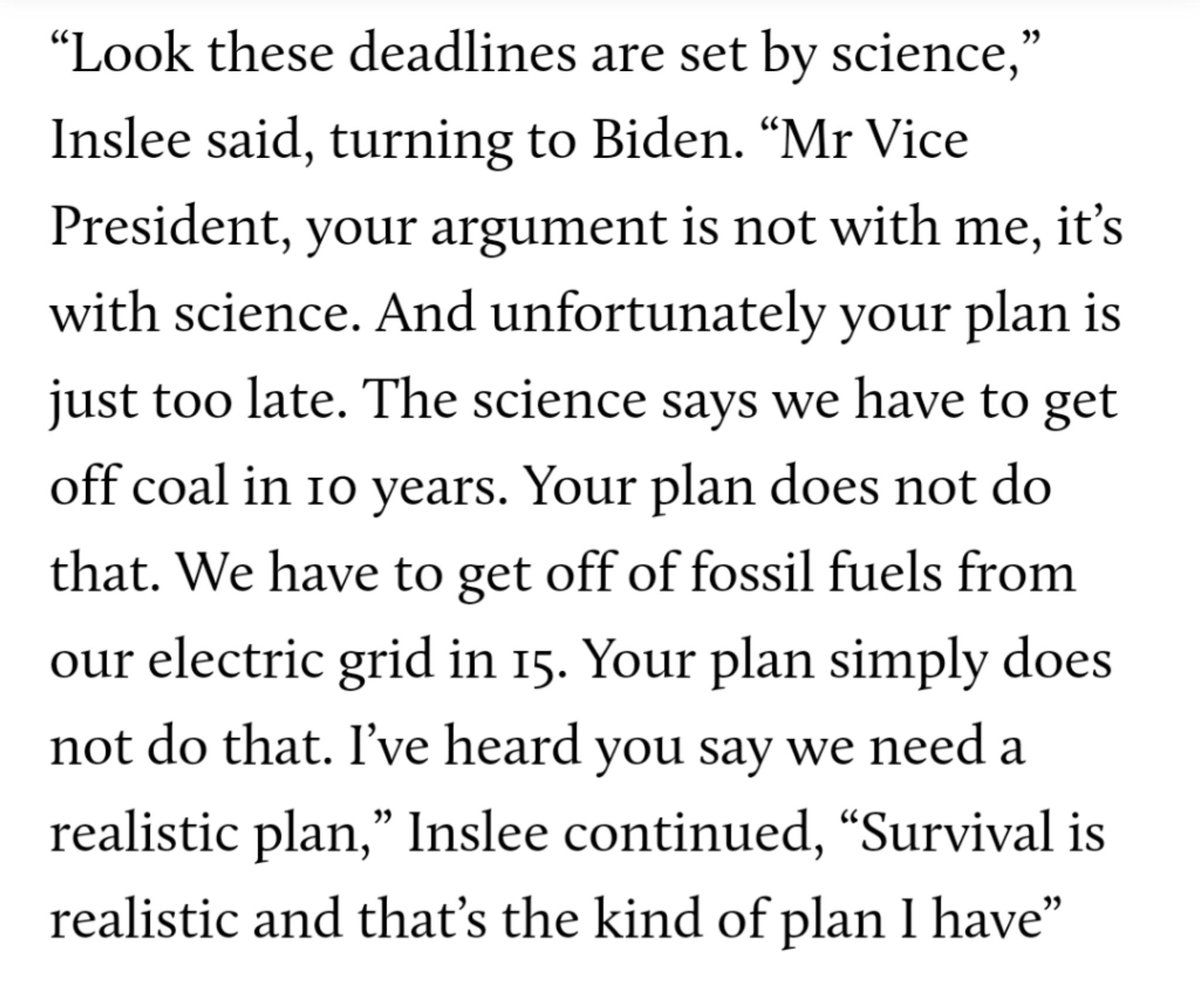 “Look these deadlines are set by science,”
Inslee said, turning to Biden. “Mr Vice
President, your argument is not with me, it’s
with science. And unfortunately your plan is
just too late. The science says we have to get
off coal in 10 years. Your plan does not do
that. We have to get off of fossil fuels from
our electric grid in 15. Your plan simply does
not do that. I’ve heard you say we need a
realistic plan,” Inslee continued, “Survival is
realistic and that’s the kind of plan I have”